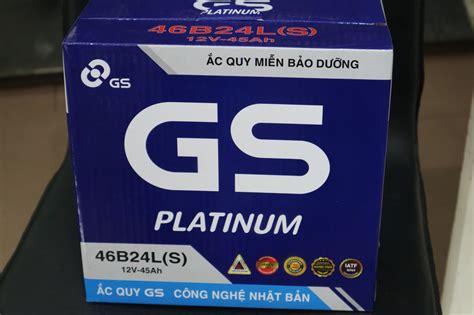 PLATINUM
46B24L(S)
12V-45Ah
GS
ẮC QUY MIỄN BẢO DƯỠNG
GS
PLATINUM
46B24L(S)
12V-45Ah
IATF
ẮC QUY GS CÔNG NGHỆ NHẬT BẢN